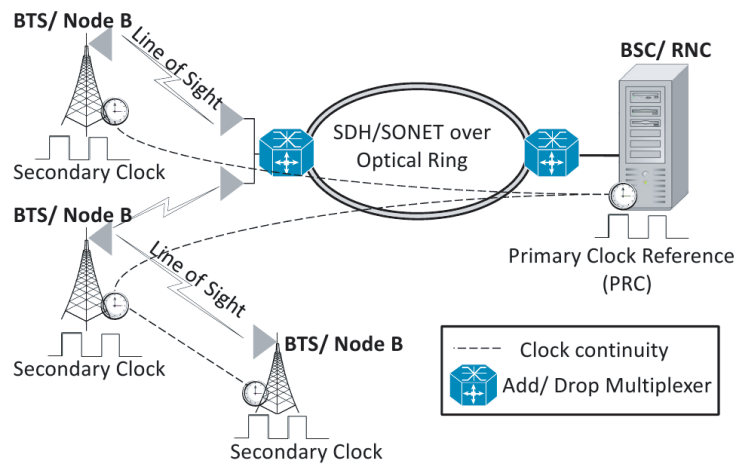 BTS/ Node B
Line of Sight
Secondary Clock
SDH/SONET over
Optical Ring
BSC/ RNC
Primary Clock Reference
(PRC)
BTS/ Node B
Line of Sight
Secondary Clock
BTS/ Node B
Secondary Clock
Clock continuity
Add/ Drop Multiplexer